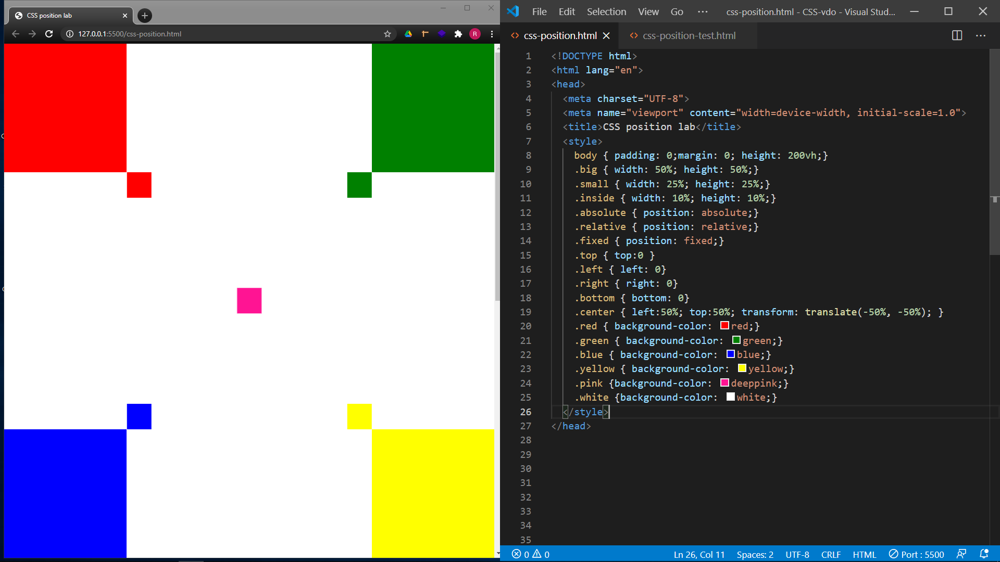 CSS position lab
127.0.0.1:5500/css-position.html
R
File Edit Selection View Go ··· css-position.html - CSS-vdo - Visual Stud...
css-position.html css-position-test.html
1 <!DOCTYPE html>
2 <html lang="en">
3 <head>
4 <meta charset="UTF-8">
5 <meta name="viewport" content="width=device-width, initial-scale=1.0">
6 <title>CSS position lab</title>
7 <style>
8 body { padding: 0;margin: 0; height: 200vh;}
9 .big { width: 50%; height: 50%;}
10 .small { width: 25%; height: 25%;}
11 .inside { width: 10%; height: 10%;}
12 .absolute { position: absolute;}
13 .relative { position: relative;}
14 .fixed { position: fixed;}
15 .top { top:0 }
16 .left { left: 0}
17 .right { right: 0}
18 .bottom { bottom: 0}
19 .center { left:50%; top:50%; transform: translate(-50%, -50%); }
20 .red { background-color: red;}
21 .green { background-color: green;}
22 .blue { background-color: blue;}
23 .yellow { background-color: yellow;}
24 .pink {background-color: deeppink;}
25 .white {background-color: white;}
26 </style>
27 </head>
28
29
30
31
32
33
34
35
0 0 Ln 26, Col 11 Spaces: 2 UTF-8 CRLF HTML Port : 5500